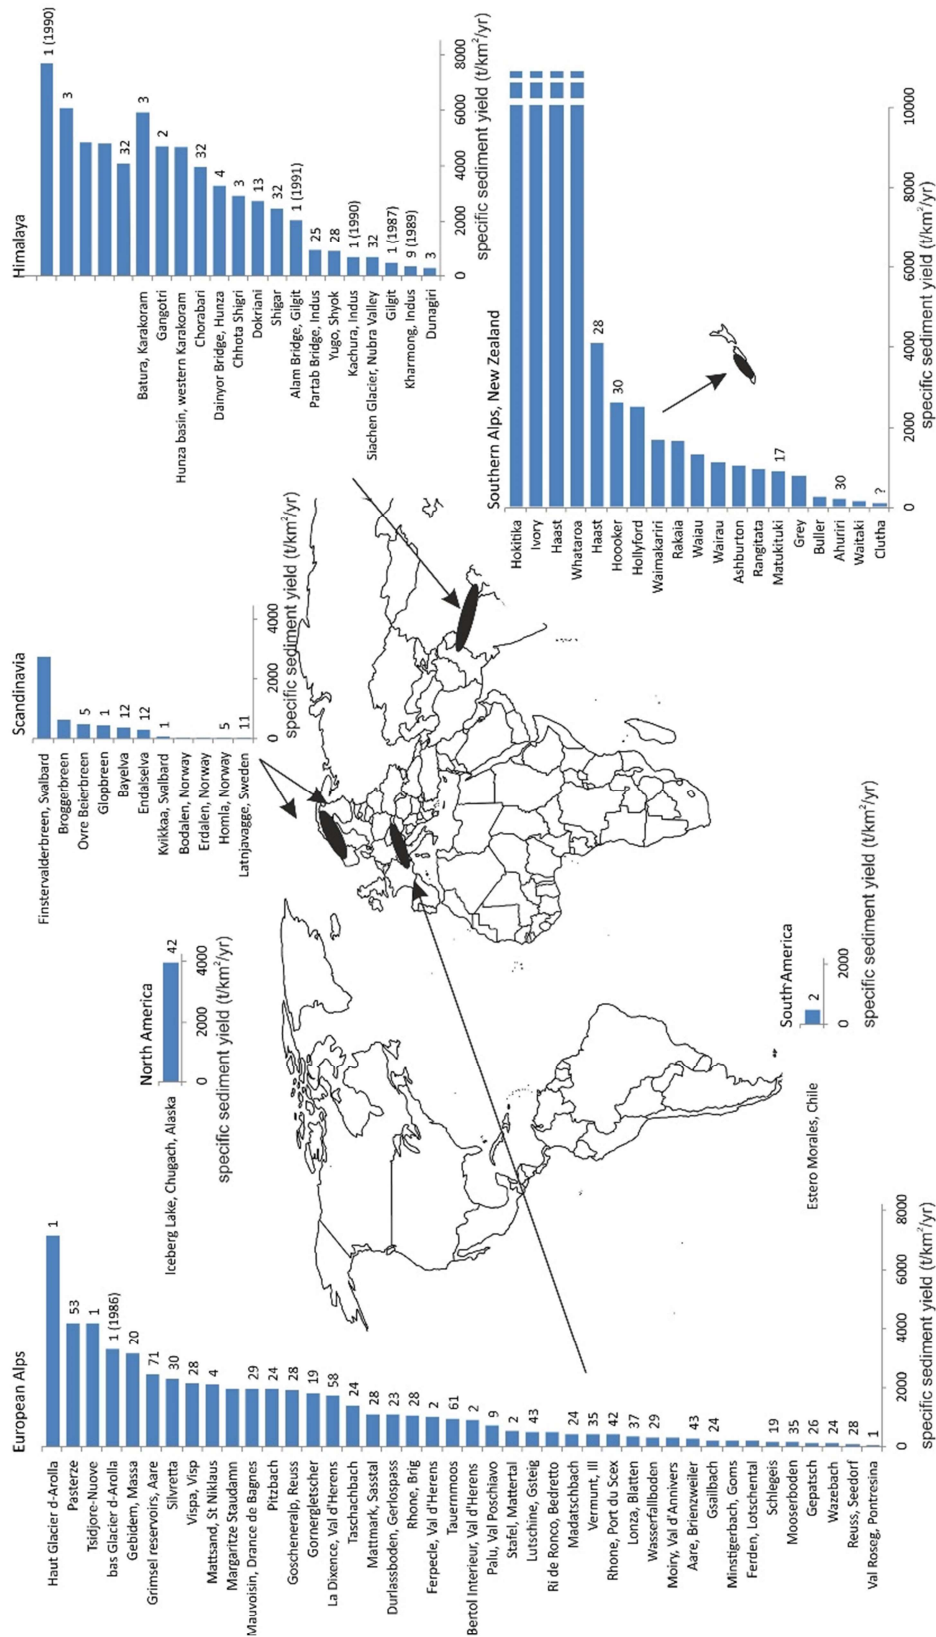 European Alps
Haut Glacier d-Arolla 1
Pasterze 53
Tsidjore-Nuove 1
bas Glacier d-Arolla 1 (1986)
Gebidem, Massa 20
Grimsel reservoirs, Aare 71
Silvretta 30
Vispa, Visp 28
Mattsand, St Niklaus 4
Margaritze Staudamn
Mauvoisin, Drance de Bagnes 29
Pitzbach 24
Goscheneralp, Reuss 28
Gornergletscher 19
La Dixence, Val d'Herens 58
Taschachbach 24
Mattmark, Sasstal 28
Durlassboden, Gerlospass 23
Rhone, Brig 28
Ferpecle, Val d'Herens 2
Tauernmoos 61
Bertol Interieur, Val d'Herens 2
Palu, Val Poschiavo 9
Stafel, Mattertal 2
Lutschine, Gsteig 43
Ri de Ronco, Bedretto
Madatschbach 24
Vermunt, Ill 35
Rhone, Port du Scex 42
Lonza, Blatten 37
Wasserfallboden 29
Moiry, Val d'Annivers
Aare, Brienzweiler 43
Gsallbach 24
Minstigerbach, Goms
Ferden, Lotschental
Schlegeis 19
Mooserboden 35
Gepatsch 26
Wazebach 24
Reuss, Seedorf 28
Val Roseg, Pontresina 1
0 2000 4000 6000 8000
specific sediment yield (t/km²/yr)
North America
Iceberg Lake, Chugach, Alaska 42
0 2000 4000
specific sediment yield (t/km²/yr)
Scandinavia
Finstervalderbreen, Svalbard
Broggerbreen
Ovre Beierbreen 5
Glopbreen 1
Bayelva 12
Endalselva 12
Kvikkaa, Svalbard 1
Bodalen, Norway
Erdalen, Norway
Homla, Norway 5
Latnjavagge, Sweden 11
0 2000 4000
specific sediment yield (t/km²/yr)
Himalaya
1 (1990)
3
32
Batura, Karakoram 3
Gangotri 2
Hunza basin, western Karakoram
Chorabari 32
Dainyor Bridge, Hunza 4
Chhota Shigri 3
Dokriani 13
Shigar 32
Alam Bridge, Gilgit 1 (1991)
Partab Bridge, Indus 25
Yugo, Shyok 28
Kachura, Indus 1 (1990)
Siachen Glacier, Nubra Valley 32
Gilgit 1 (1987)
Kharmong, Indus 9 (1989)
Dunagiri 3
0 2000 4000 6000 8000
specific sediment yield (t/km²/yr)
South America
Estero Morales, Chile 2
0 2000
specific sediment yield (t/km²/yr)
Southern Alps, New Zealand
Hokitika
Ivory
Haast
Whataroa
Haast 28
Hoooker 30
Hollyford
Waimakariri
Rakaia
Waiau
Wairau
Ashburton
Rangitata
Matukituki 17
Grey
Buller
Ahuriri 30
Waitaki
Clutha ?
0 2000 4000 6000 8000 10000
specific sediment yield (t/km²/yr)